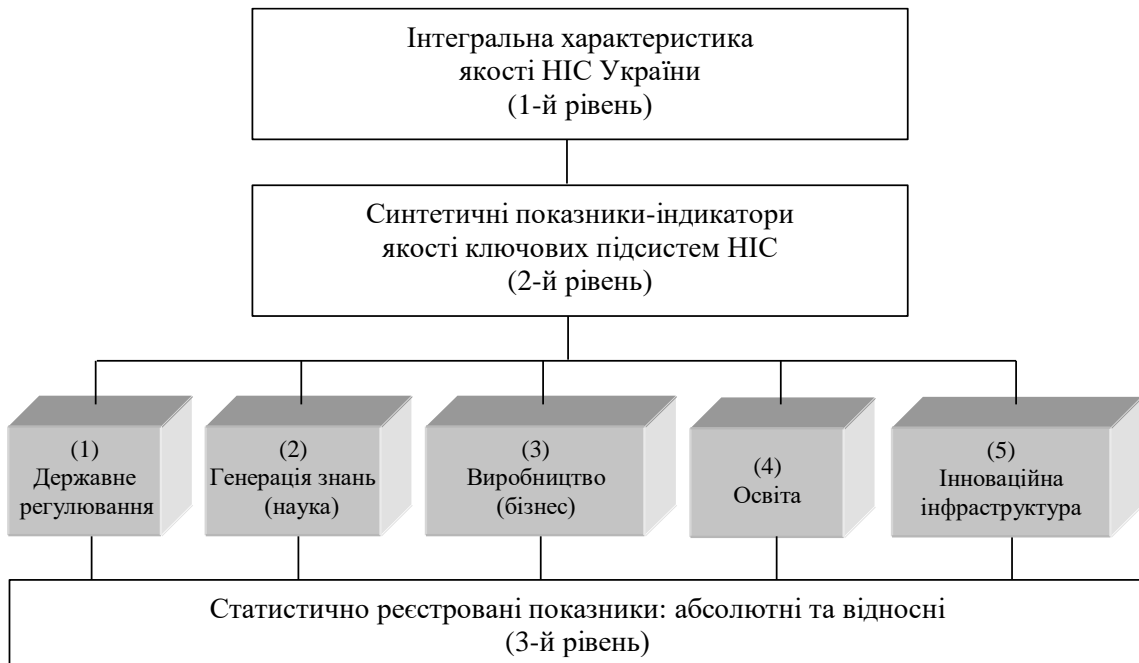 Інтегральна характеристика
якості НІС України
(1-й рівень)
Синтетичні показники-індикатори
якості ключових підсистем НІС
(2-й рівень)
(1)
Державне
регулювання
(2)
Генерація знань
(наука)
(3)
Виробництво
(бізнес)
(4)
Освіта
(5)
Інноваційна
інфраструктура
Статистично реєстровані показники: абсолютні та відносні
(3-й рівень)